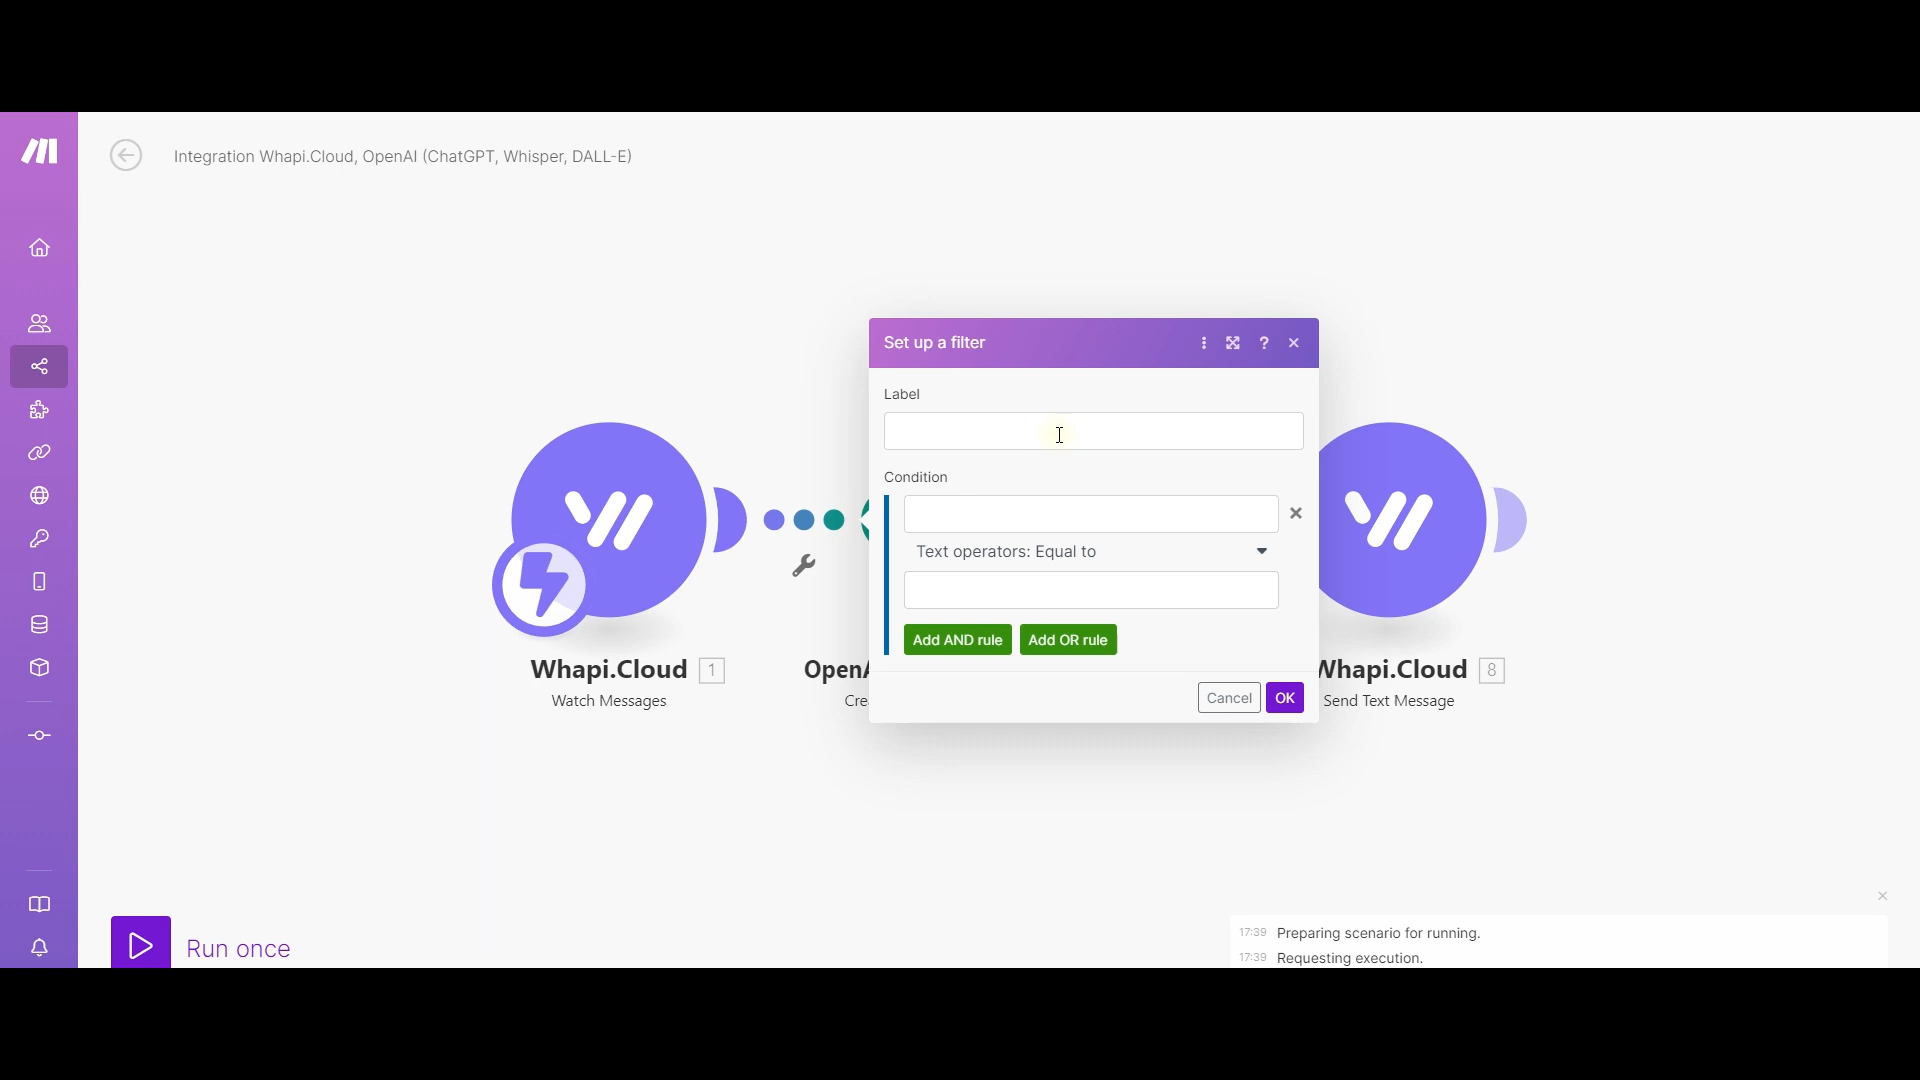 Integration Whapi.Cloud, OpenAI (ChatGPT, Whisper, DALL-E)
Set up a filter
Label
Condition
Text operators: Equal to
Add AND rule Add OR rule
Cancel OK
Whapi.Cloud 1
Watch Messages
OpenA
Crea
Whapi.Cloud 8
Send Text Message
Run once
17:39 Preparing scenario for running.
17:39 Requesting execution.